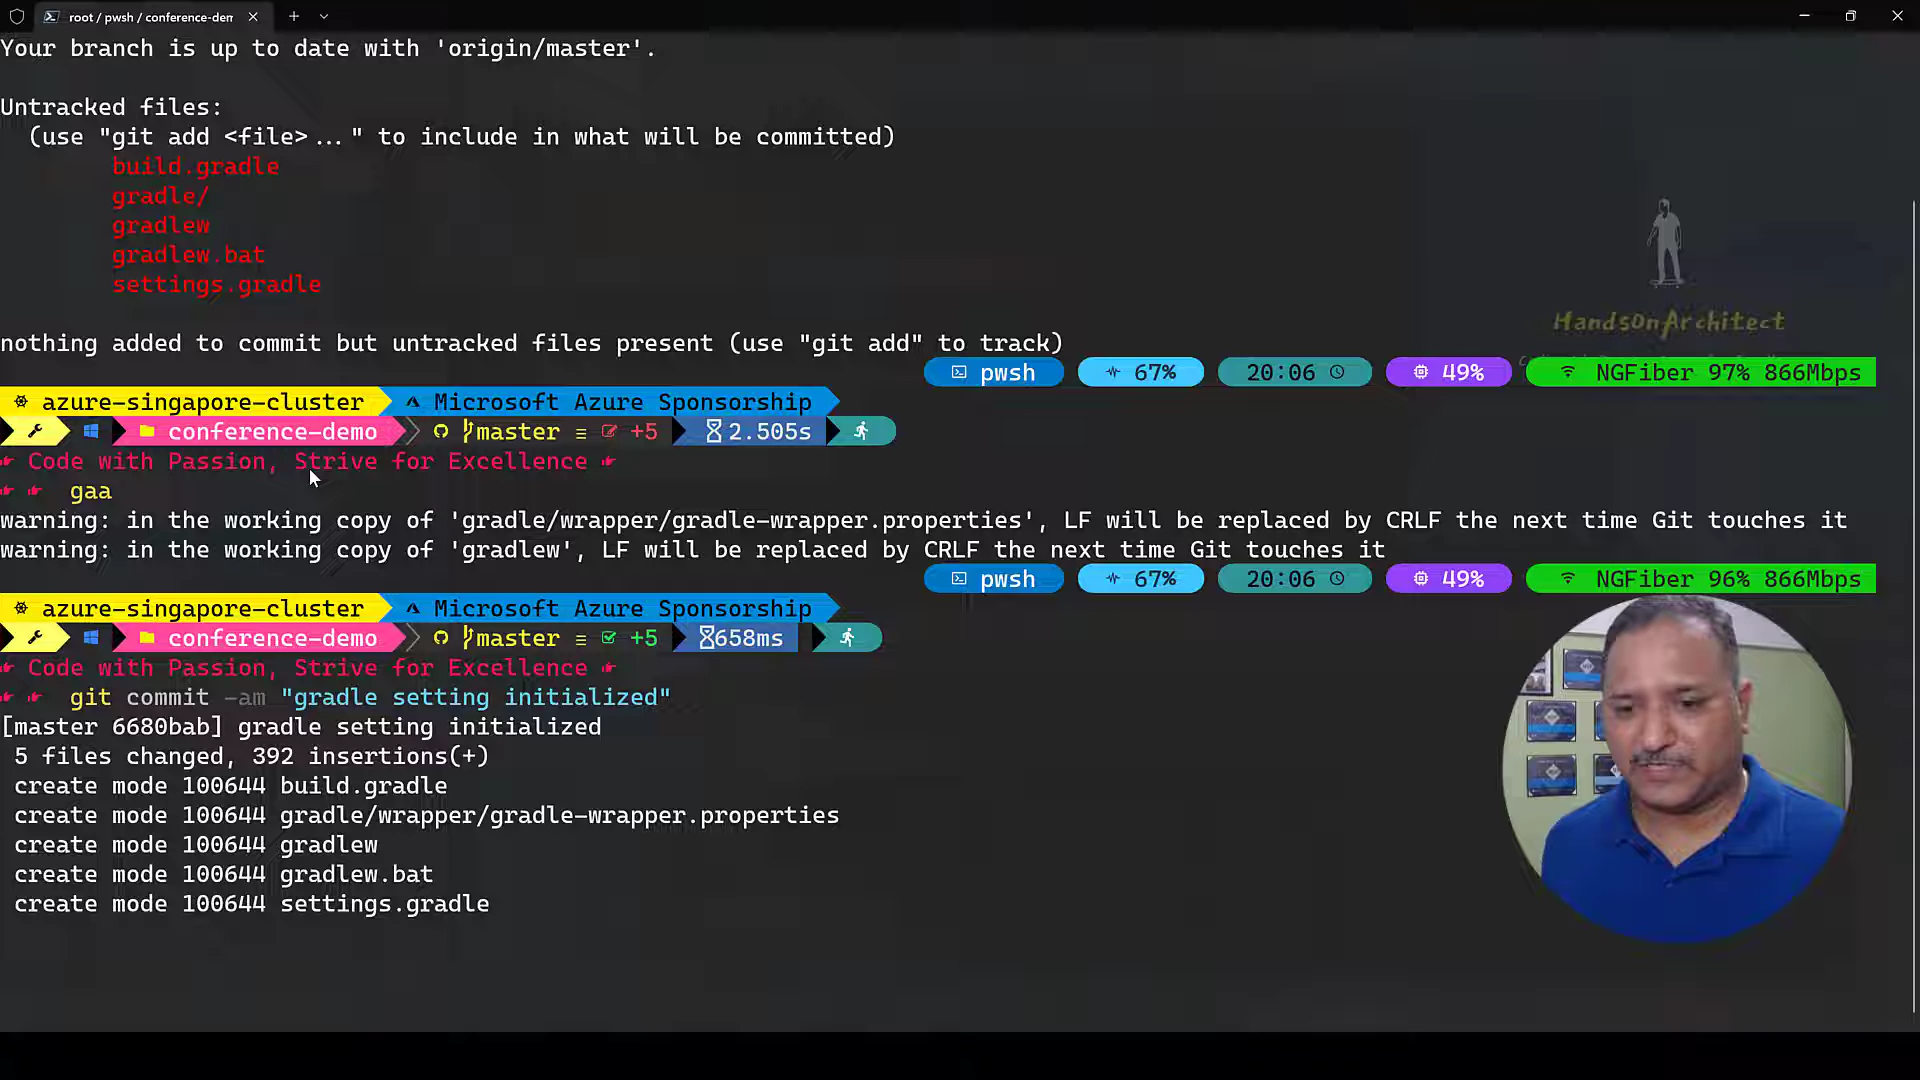 root / pwsh / conference-dem
Your branch is up to date with 'origin/master'.
Untracked files:
(use "git add <file>..." to include in what will be committed)
build.gradle
gradle/
gradlew
gradlew.bat
settings.gradle
HandsOnArchitect
nothing added to commit but untracked files present (use "git add" to track)
pwsh 67% 20:06 49% NGFiber 97% 866Mbps
azure-singapore-cluster Microsoft Azure Sponsorship
conference-demo master ≡ +5 2.505s
Code with Passion, Strive for Excellence
gaa
warning: in the working copy of 'gradle/wrapper/gradle-wrapper.properties', LF will be replaced by CRLF the next time Git touches it
warning: in the working copy of 'gradlew', LF will be replaced by CRLF the next time Git touches it
pwsh 67% 20:06 49% NGFiber 96% 866Mbps
azure-singapore-cluster Microsoft Azure Sponsorship
conference-demo master ≡ +5 658ms
Code with Passion, Strive for Excellence
git commit -am "gradle setting initialized"
[master 6680bab] gradle setting initialized
5 files changed, 392 insertions(+)
create mode 100644 build.gradle
create mode 100644 gradle/wrapper/gradle-wrapper.properties
create mode 100644 gradlew
create mode 100644 gradlew.bat
create mode 100644 settings.gradle